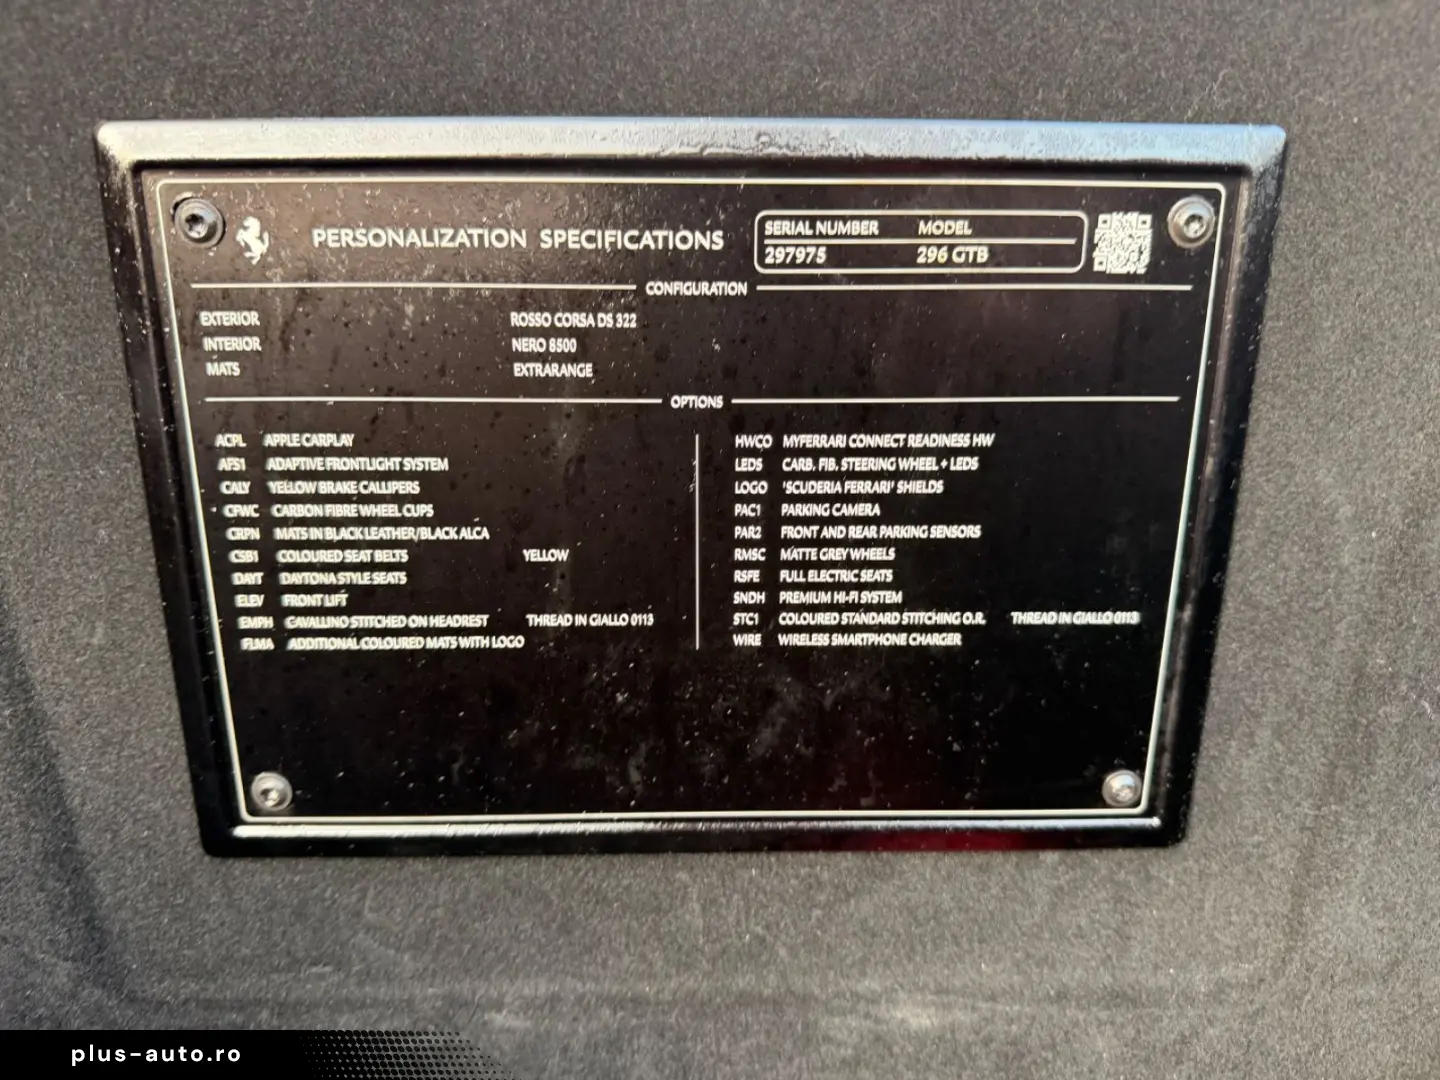 PERSONALIZATION SPECIFICATIONS
SERIAL NUMBER MODEL
297975 296 GTB
CONFIGURATION
EXTERIOR ROSSO CORSA DS 322
INTERIOR NERO 8500
MATS EXTRARANGE
OPTIONS
ACPL APPLE CARPLAY
AFS1 ADAPTIVE FRONTLIGHT SYSTEM
CALY YELLOW BRAKE CALLIPERS
CFWC CARBON FIBRE WHEEL CUPS
CRPN MATS IN BLACK LEATHER/BLACK ALCA
CSB1 COLOURED SEAT BELTS YELLOW
DAYT DAYTONA STYLE SEATS
ELEV FRONT LIFT
EMPH CAVALLINO STITCHED ON HEADREST THREAD IN GIALLO 0113
FLMA ADDITIONAL COLOURED MATS WITH LOGO
HWCO MYFERRARI CONNECT READINESS HW
LEDS CARB. FIB. STEERING WHEEL + LEDS
LOGO 'SCUDERIA FERRARI' SHIELDS
PAC1 PARKING CAMERA
PAR2 FRONT AND REAR PARKING SENSORS
RMSC MATTE GREY WHEELS
RSFE FULL ELECTRIC SEATS
SNDH PREMIUM HI-FI SYSTEM
STC1 COLOURED STANDARD STITCHING O.R. THREAD IN GIALLO 0113
WIRE WIRELESS SMARTPHONE CHARGER
plus-auto.ro